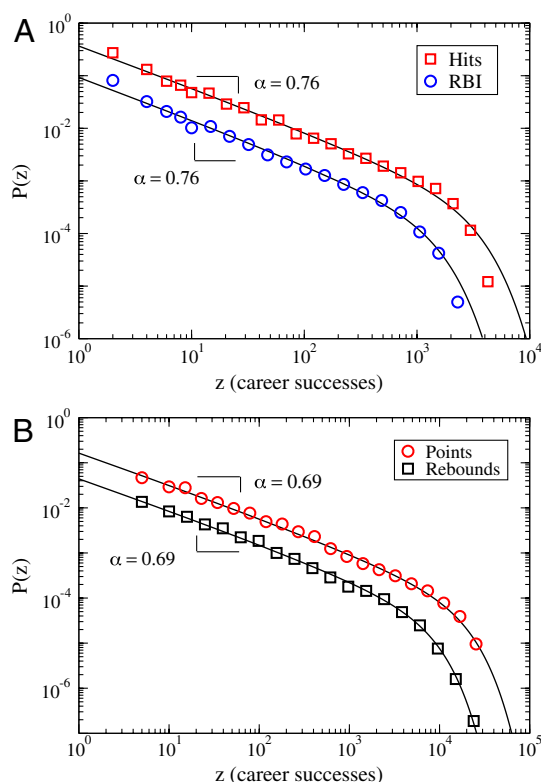 A
10^0
10^-2
10^-4
10^-6
P(z)
α = 0.76
α = 0.76
Hits
RBI
10^0 10^1 10^2 10^3 10^4
z (career successes)
B
10^0
10^-2
10^-4
10^-6
P(z)
α = 0.69
α = 0.69
Points
Rebounds
10^0 10^1 10^2 10^3 10^4 10^5
z (career successes)